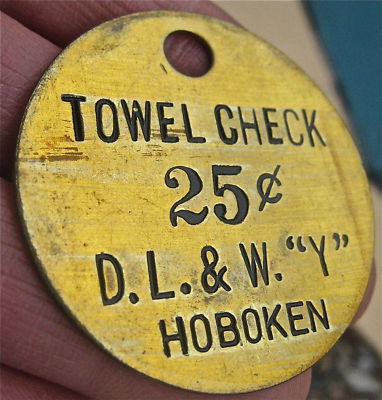 TOWEL CHECK
25¢
D.L.& W. "Y"
HOBOKEN